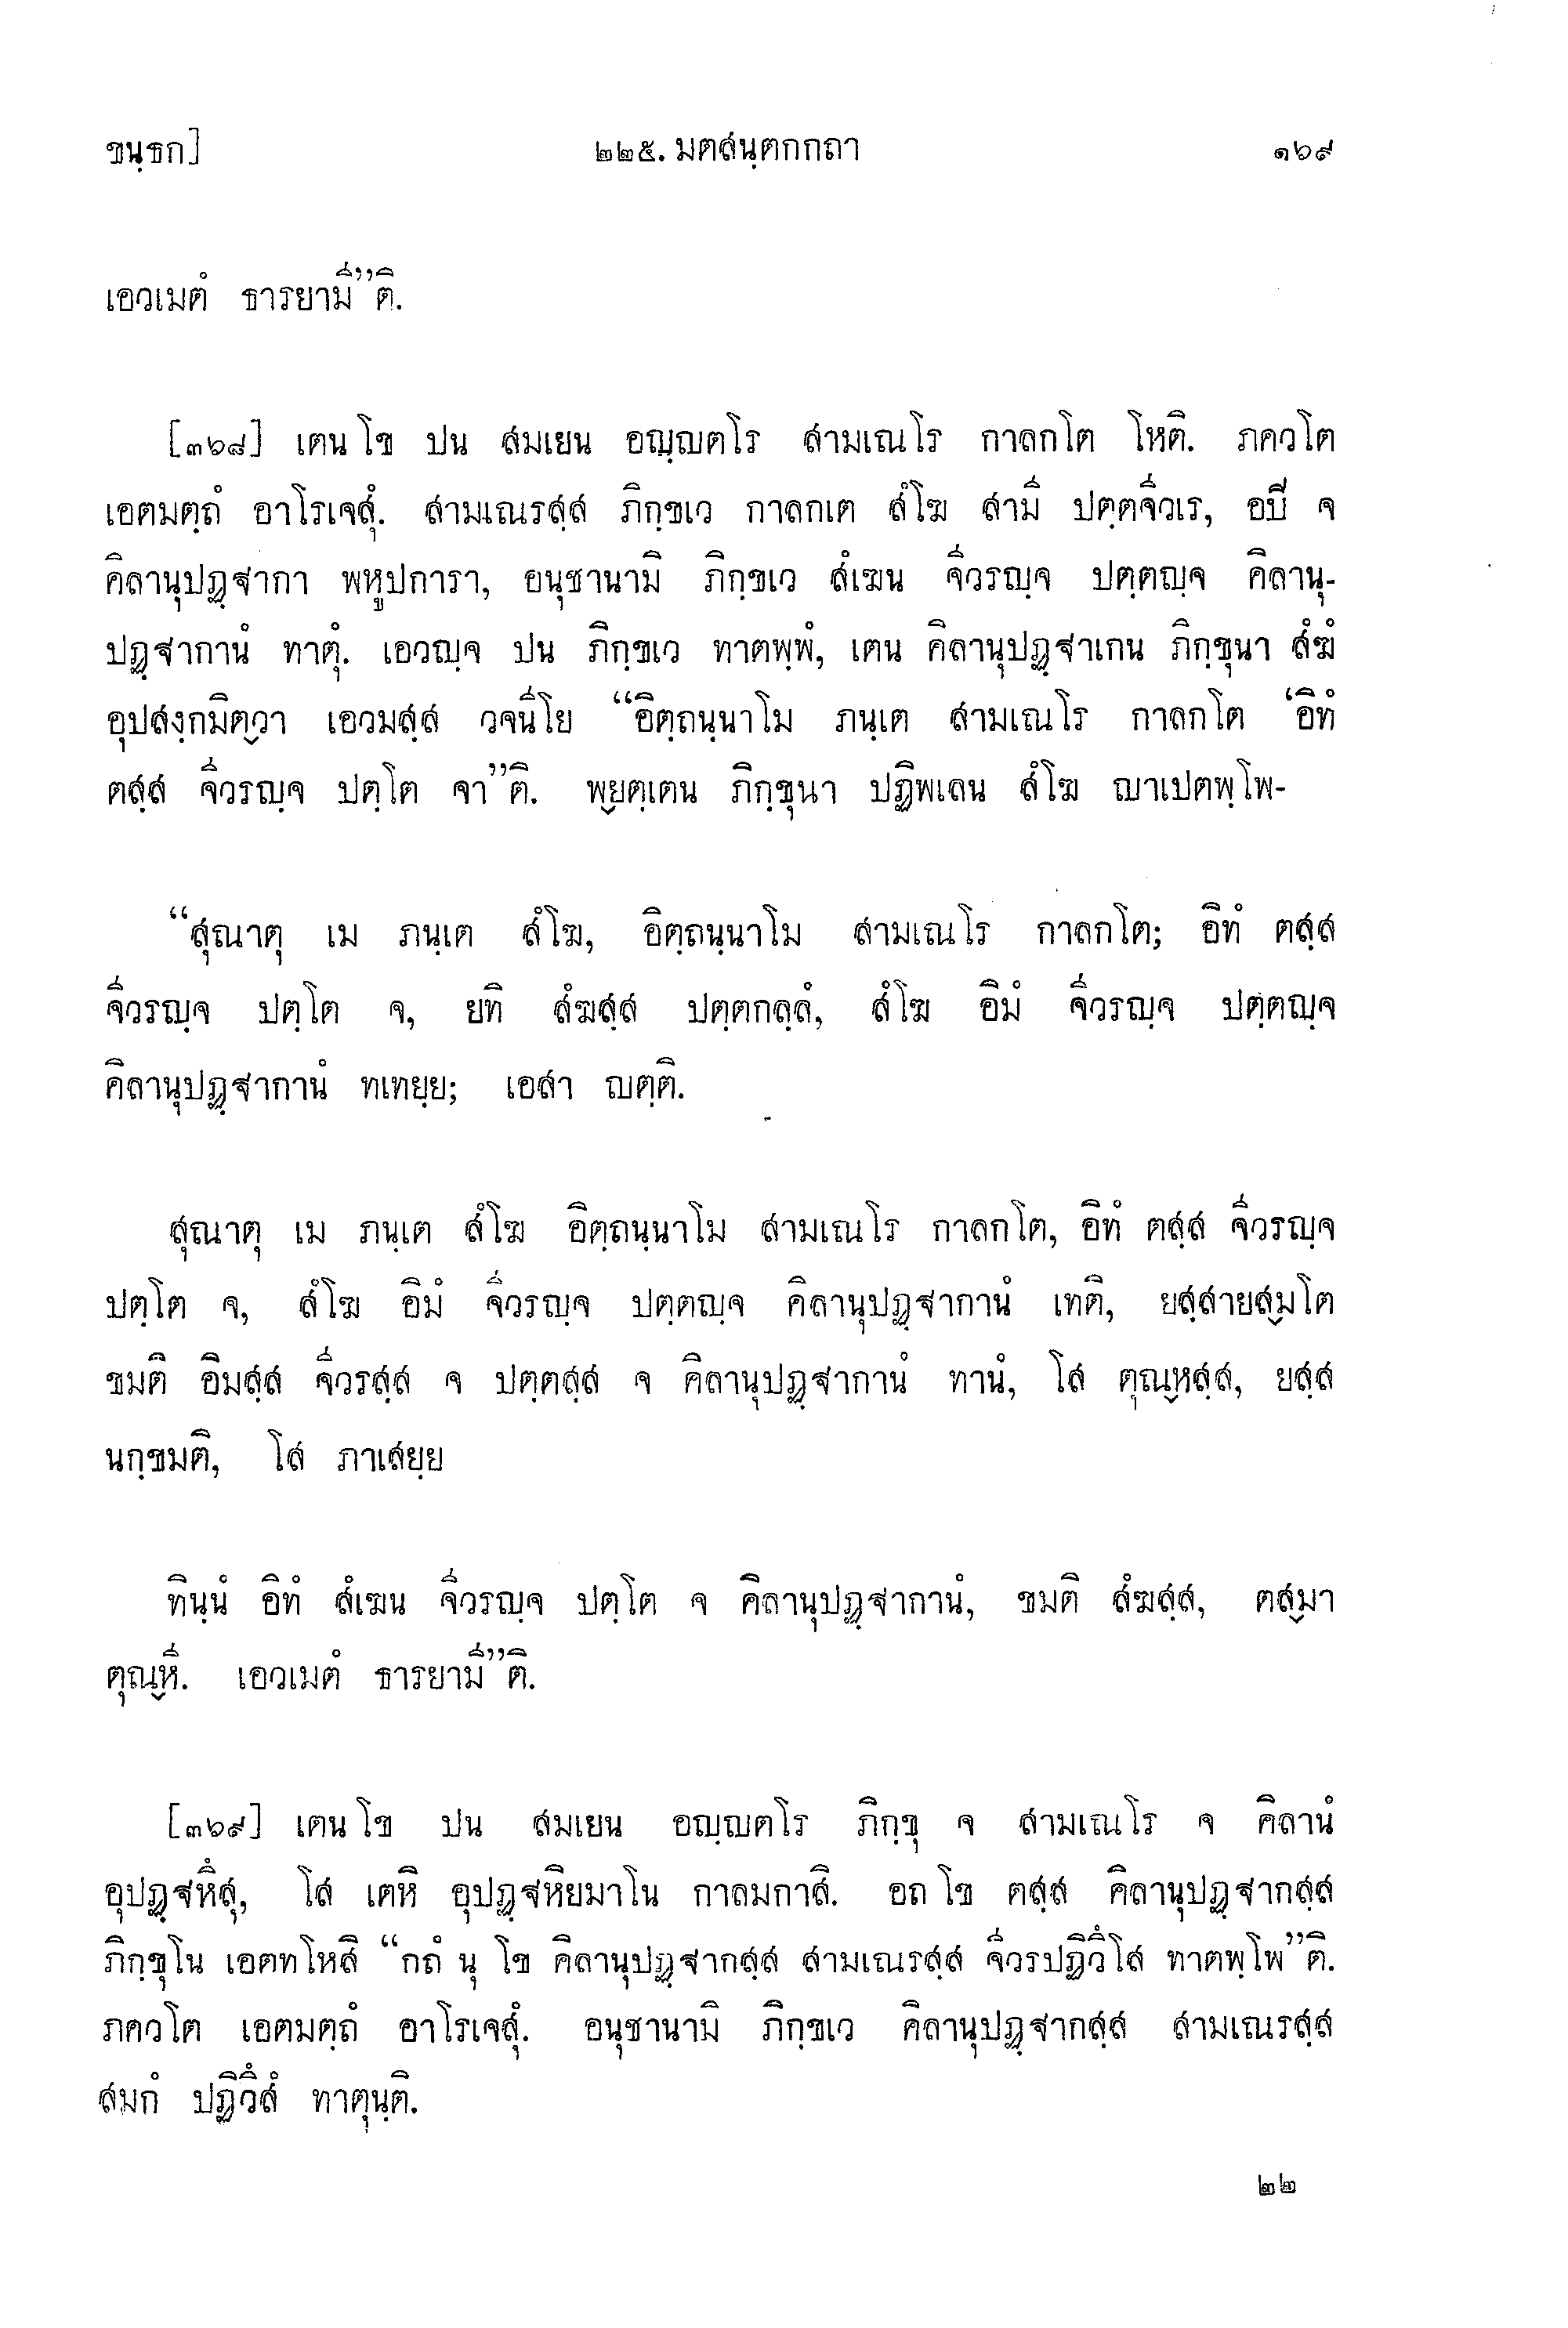 ขนฺธก] ๒๒๕. มตสนฺตกกถา ๑๖๙
เอวเมตํ ธารยามี”ติ.
[๓๖๘] เตน โข ปน สมเยน อญฺญตโร สามเณโร กาลกโต โหติ. ภควโต
เอตมตฺถํ อาโรเจสุํ. สามเณรสฺส ภิกฺขเว กาลกเต สํโฆ สามี ปตฺตจีวเร, อปี จ
คิลานุปฏฺฐากา พหูปการา, อนุชานามิ ภิกฺขเว สํเฆน จีวรญฺจ ปตฺตญฺจ คิลานุ-
ปฏฺฐากานํ ทาตุํ. เอวญฺจ ปน ภิกฺขเว ทาตพฺพํ, เตน คิลานุปฏฺฐาเกน ภิกฺขุนา สํฆํ
อุปสงฺกมิตฺวา เอวมสฺส วจนีโย “อิตฺถนฺนาโม ภนฺเต สามเณโร กาลกโต ‘อิทํ
ตสฺส จีวรญฺจ ปตฺโต จา”ติ. พฺยตฺเตน ภิกฺขุนา ปฏิพเลน สํโฆ ญาเปตพฺโพ-
“สุณาตุ เม ภนฺเต สํโฆ, อิตฺถนฺนาโม สามเณโร กาลกโต; อิทํ ตสฺส
จีวรญฺจ ปตฺโต จ, ยทิ สํฆสฺส ปตฺตกลฺลํ, สํโฆ อิมํ จีวรญฺจ ปตฺตญฺจ
คิลานุปฏฺฐากานํ ทเทยฺย; เอสา ญตฺติ.
สุณาตุ เม ภนฺเต สํโฆ อิตฺถนฺนาโม สามเณโร กาลกโต, อิทํ ตสฺส จีวรญฺจ
ปตฺโต จ, สํโฆ อิมํ จีวรญฺจ ปตฺตญฺจ คิลานุปฏฺฐากานํ เทติ, ยสฺสายสฺมโต
ขมติ อิมสฺส จีวรสฺส จ ปตฺตสฺส จ คิลานุปฏฺฐากานํ ทานํ, โส ตุณฺหสฺส, ยสฺส
นกฺขมติ, โส ภาเสยฺย
ทินฺนํ อิทํ สํเฆน จีวรญฺจ ปตฺโต จ คิลานุปฏฺฐากานํ, ขมติ สํฆสฺส, ตสฺมา
ตุณฺหี. เอวเมตํ ธารยามี”ติ.
[๓๖๙] เตน โข ปน สมเยน อญฺญตโร ภิกฺขุ จ สามเณโร จ คิลานํ
อุปฏฺฐหึสุ, โส เตหิ อุปฏฺฐหิยมาโน กาลมกาสิ. อถ โข ตสฺส คิลานุปฏฺฐากสฺส
ภิกฺขุโน เอตทโหสิ “กถํ นุ โข คิลานุปฏฺฐากสฺส สามเณรสฺส จีวรปฏิวึโส ทาตพฺโพ”ติ.
ภควโต เอตมตฺถํ อาโรเจสุํ. อนุชานามิ ภิกฺขเว คิลานุปฏฺฐากสฺส สามเณรสฺส
สมกํ ปฏิวึสํ ทาตุนฺติ.
๒๒